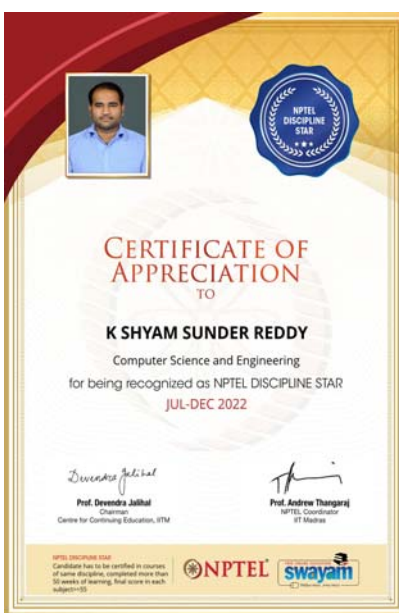 NPTEL
DISCIPLINE
STAR
CERTIFICATE OF
APPRECIATION
TO
K SHYAM SUNDER REDDY
Computer Science and Engineering
for being recognized as NPTEL DISCIPLINE STAR
JUL-DEC 2022
Devendra Jalihal
Prof. Devendra Jalihal
Chairman
Centre for Continuing Education, IITM
Prof. Andrew Thangaraj
NPTEL Coordinator
IIT Madras
NPTEL DISCIPLINE STAR
Candidate has to be certified in courses
of same discipline, completed more than
50 weeks of learning, final score in each
subject>=55
NPTEL
swayam